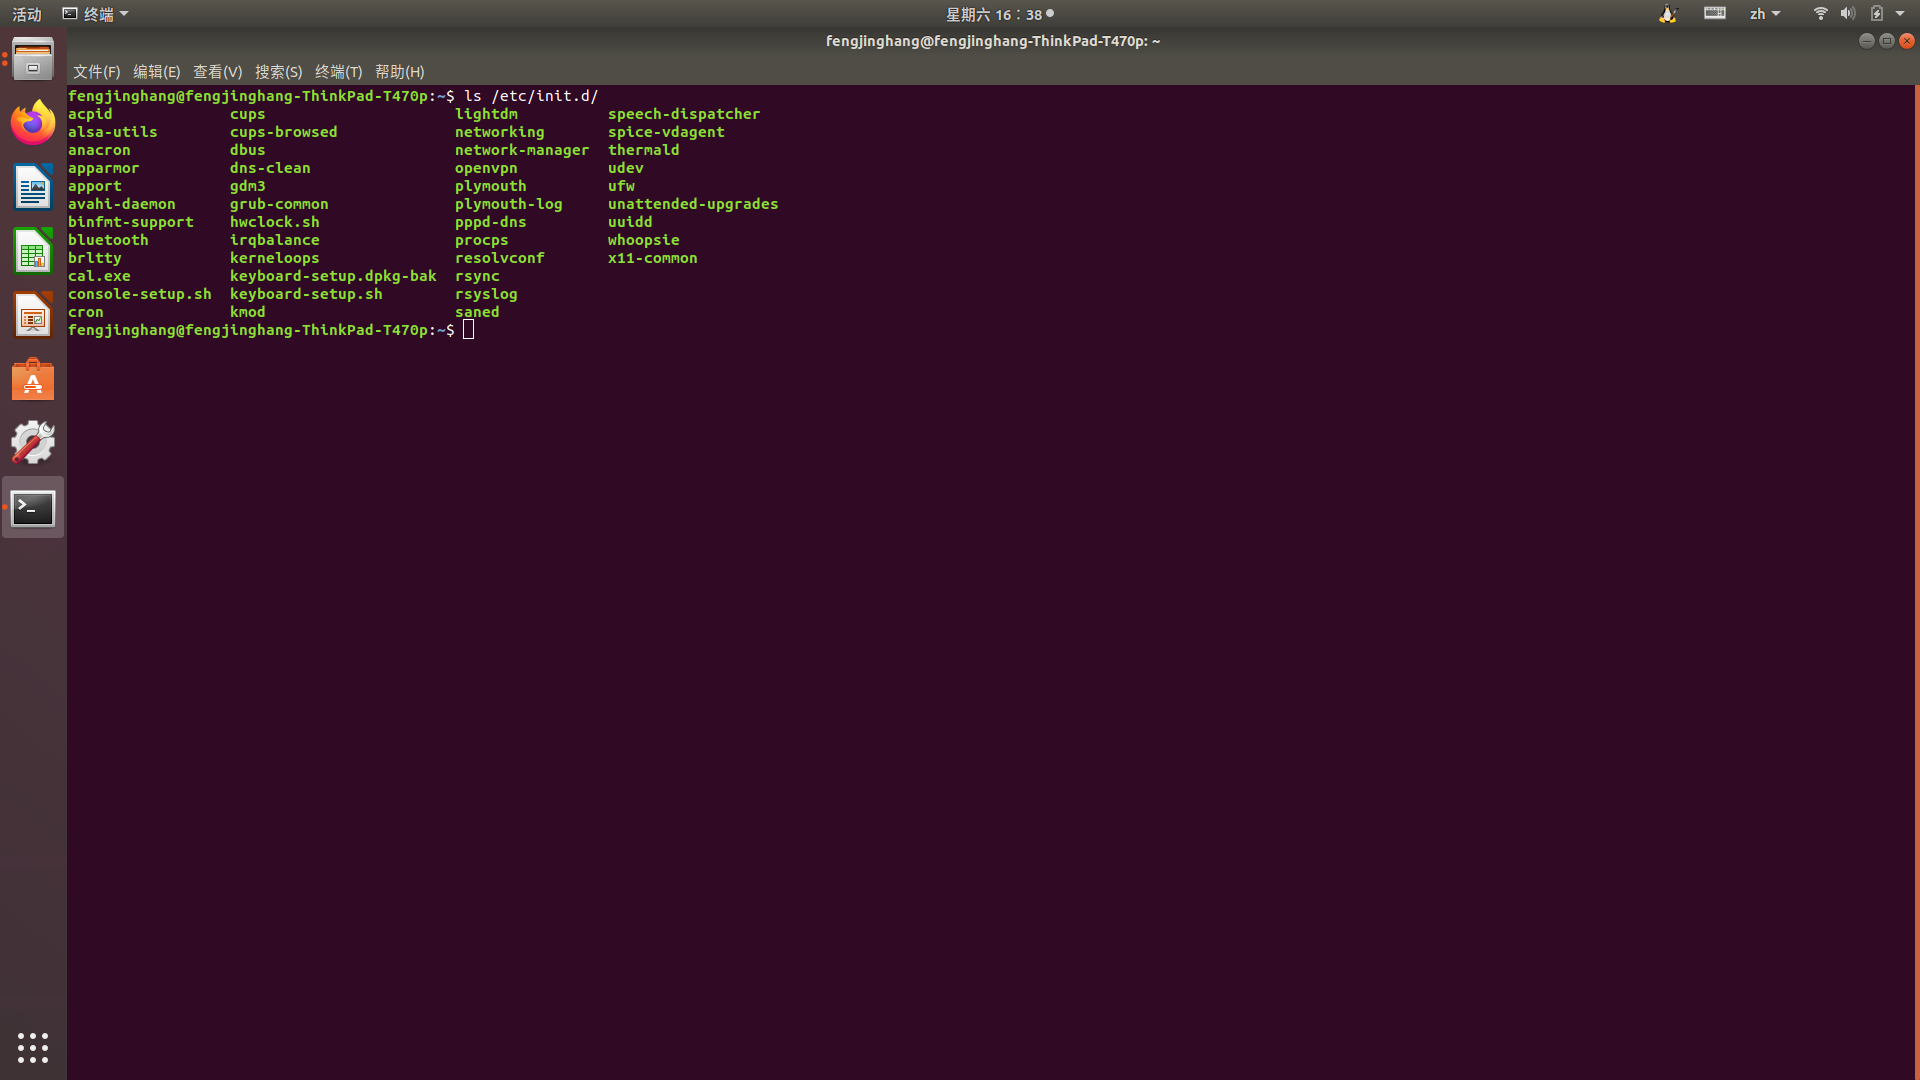 活动 终端 星期六 16：38 zh
fengjinghang@fengjinghang-ThinkPad-T470p: ~
文件(F) 编辑(E) 查看(V) 搜索(S) 终端(T) 帮助(H)
fengjinghang@fengjinghang-ThinkPad-T470p:~$ ls /etc/init.d/
acpid cups lightdm speech-dispatcher
alsa-utils cups-browsed networking spice-vdagent
anacron dbus network-manager thermald
apparmor dns-clean openvpn udev
apport gdm3 plymouth ufw
avahi-daemon grub-common plymouth-log unattended-upgrades
binfmt-support hwclock.sh pppd-dns uuidd
bluetooth irqbalance procps whoopsie
brltty kerneloops resolvconf x11-common
cal.exe keyboard-setup.dpkg-bak rsync
console-setup.sh keyboard-setup.sh rsyslog
cron kmod saned
fengjinghang@fengjinghang-ThinkPad-T470p:~$